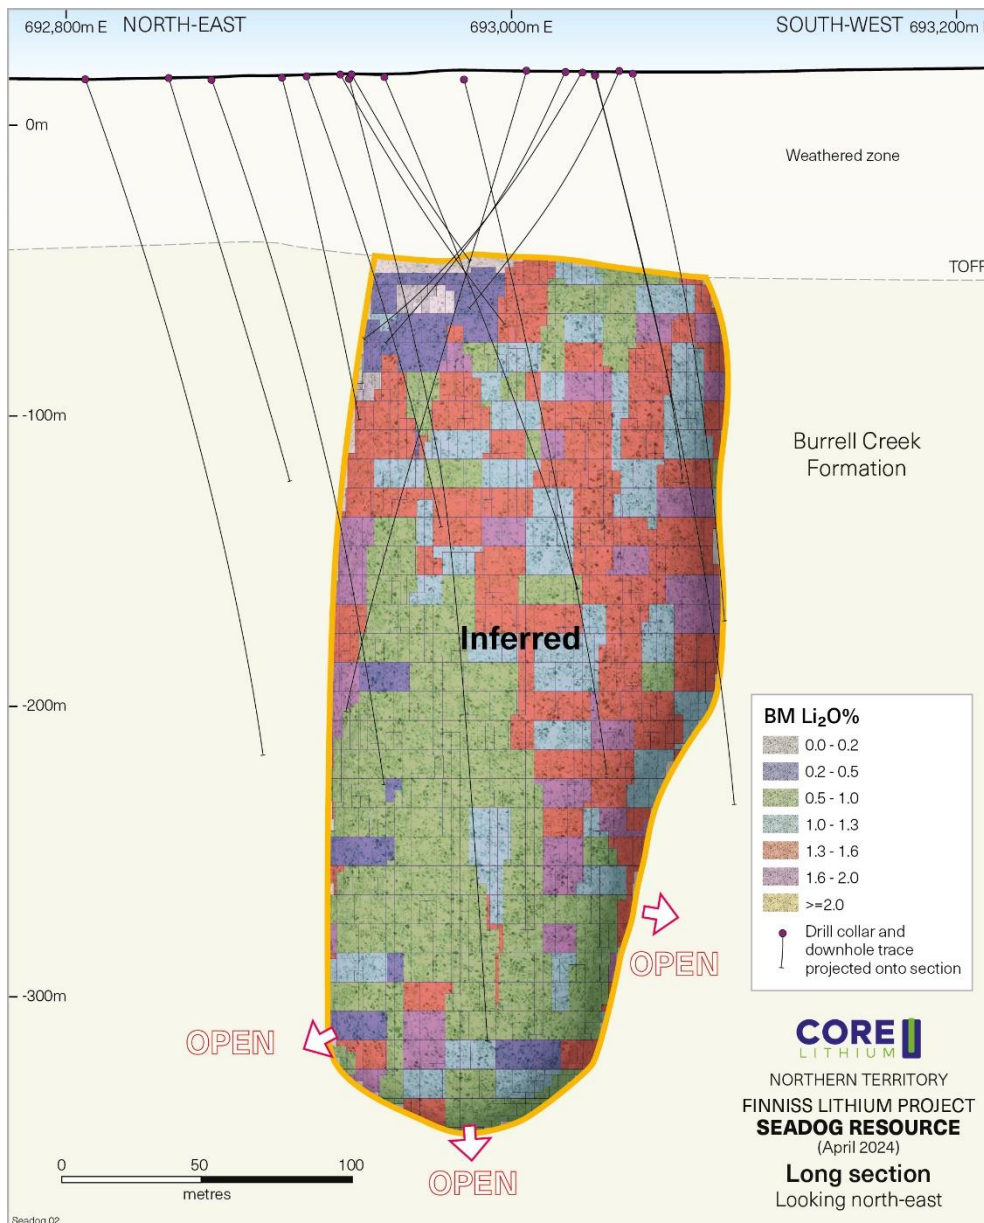 692,800m E NORTH-EAST 693,000m E SOUTH-WEST 693,200m E
0m
Weathered zone
TOFR
-100m
Burrell Creek
Formation
Inferred
-200m
BM Li₂O%
0.0 - 0.2
0.2 - 0.5
0.5 - 1.0
1.0 - 1.3
1.3 - 1.6
1.6 - 2.0
>=2.0
Drill collar and
downhole trace
projected onto section
OPEN
-300m
OPEN
OPEN
CORE
LITHIUM
NORTHERN TERRITORY
FINNISS LITHIUM PROJECT
SEADOG RESOURCE
(April 2024)
Long section
Looking north-east
0 50 100
metres
Seadog 02